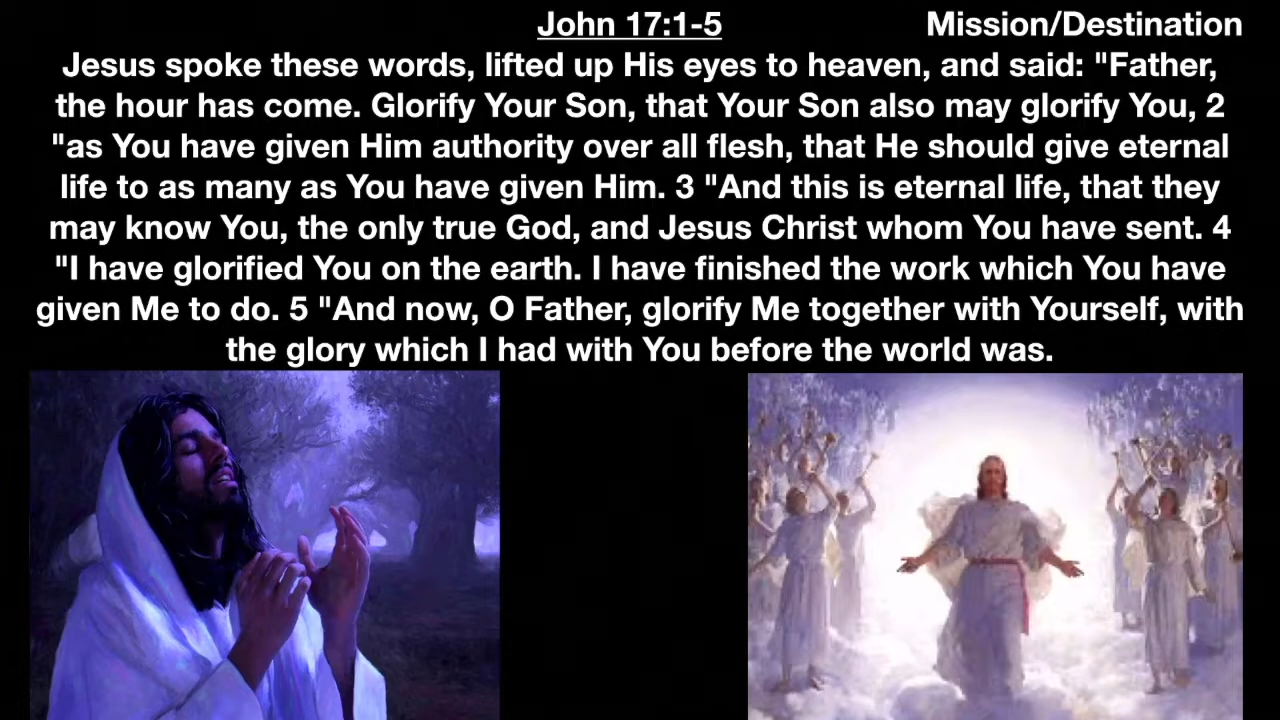 John 17:1-5
Mission/Destination
Jesus spoke these words, lifted up His eyes to heaven, and said: "Father,
the hour has come. Glorify Your Son, that Your Son also may glorify You, 2
"as You have given Him authority over all flesh, that He should give eternal
life to as many as You have given Him. 3 "And this is eternal life, that they
may know You, the only true God, and Jesus Christ whom You have sent. 4
"I have glorified You on the earth. I have finished the work which You have
given Me to do. 5 "And now, O Father, glorify Me together with Yourself, with
the glory which I had with You before the world was.